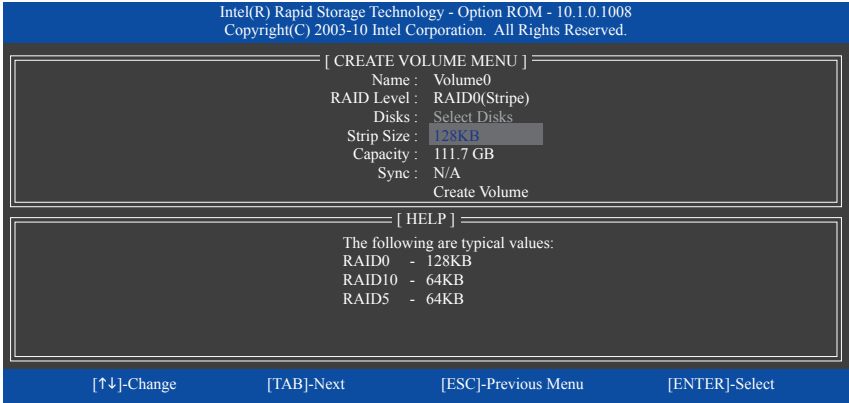 Intel(R) Rapid Storage Technology - Option ROM - 10.1.0.1008
Copyright(C) 2003-10 Intel Corporation. All Rights Reserved.
[ CREATE VOLUME MENU ]
Name : Volume0
RAID Level : RAID0(Stripe)
Disks : Select Disks
Strip Size : 128KB
Capacity : 111.7 GB
Sync : N/A
Create Volume
[ HELP ]
The following are typical values:
RAID0 - 128KB
RAID10 - 64KB
RAID5 - 64KB
[↑↓]-Change [TAB]-Next [ESC]-Previous Menu [ENTER]-Select